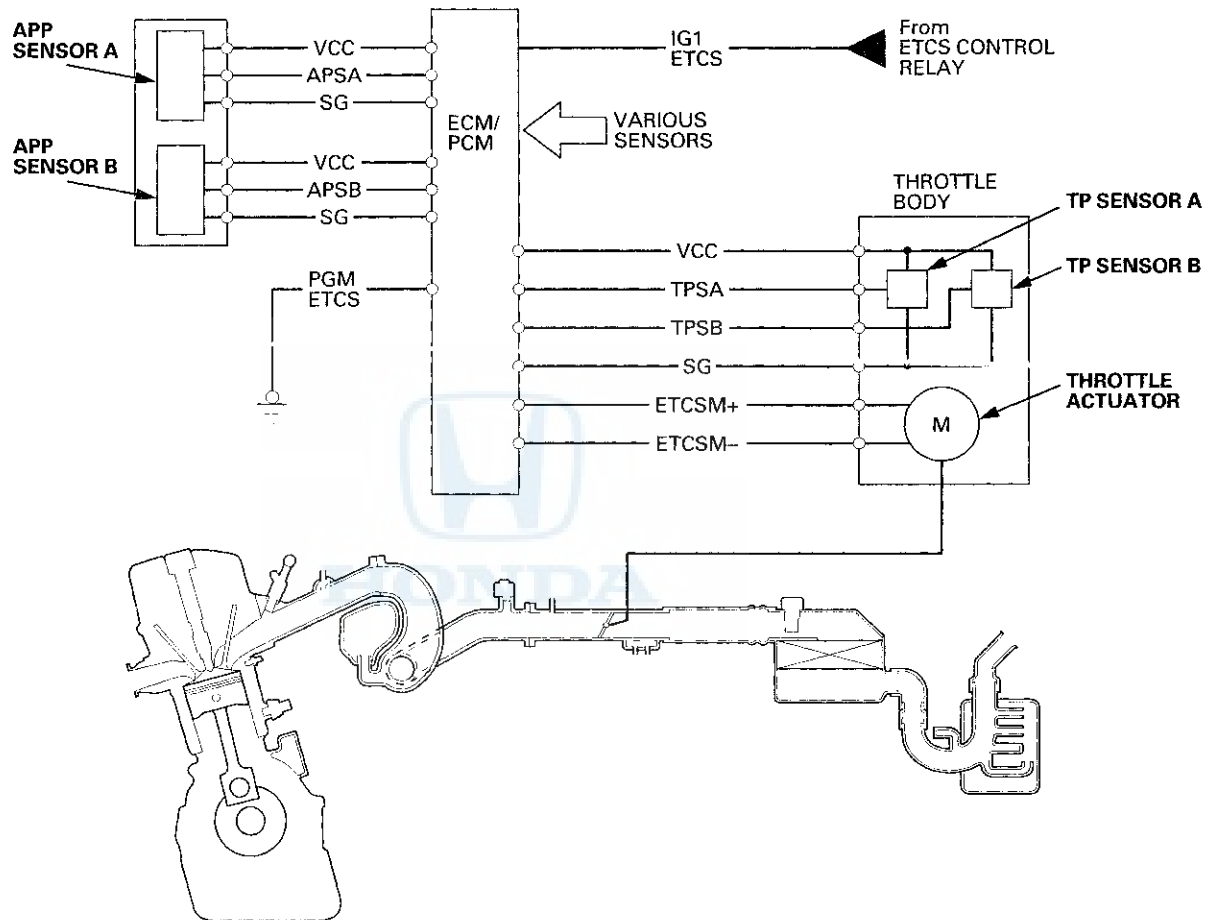 APP
SENSOR A
VCC
APSA
SG
APP
SENSOR B
VCC
APSB
SG
PGM
ETCS
ECM/
PCM
IG1
ETCS
From
ETCS CONTROL
RELAY
VARIOUS
SENSORS
THROTTLE
BODY
TP SENSOR A
TP SENSOR B
VCC
TPSA
TPSB
SG
ETCSM+
ETCSM–
M
THROTTLE
ACTUATOR
HONDA